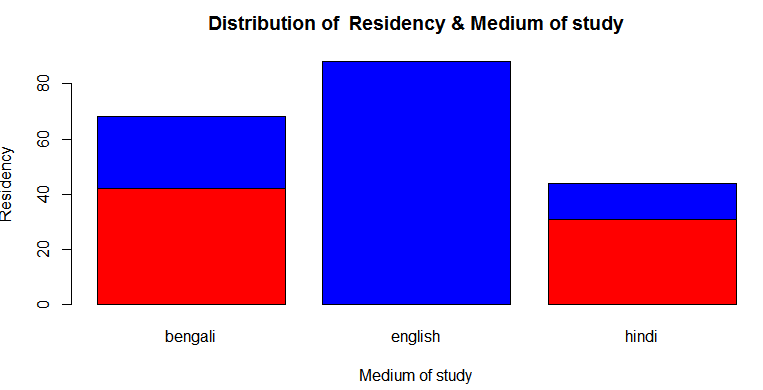 Distribution of  Residency & Medium of study
Residency
80
60
40
20
0
bengali english hindi
Medium of study